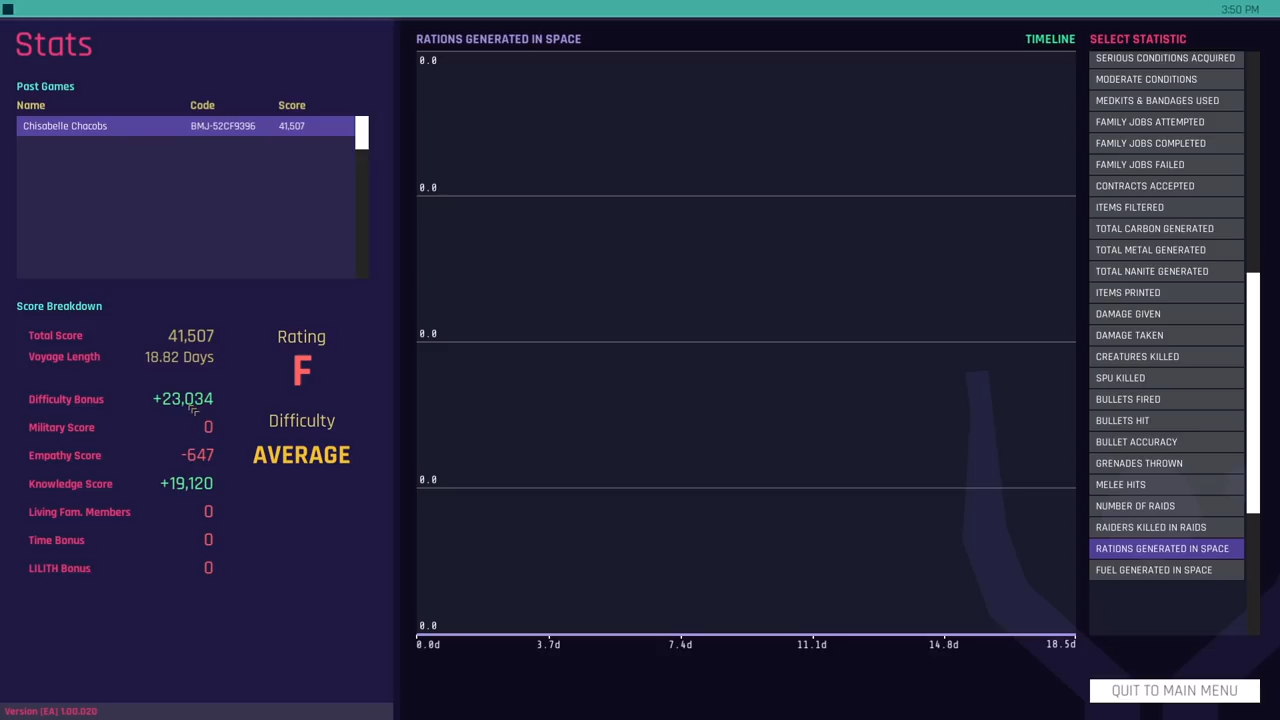 3:50 PM
Stats
Past Games
Name Code Score
Chisabelle Chacobs BMJ-52CF9396 41,507
Score Breakdown
Total Score 41,507
Voyage Length 18.82 Days
Difficulty Bonus +23,034
Military Score 0
Empathy Score -647
Knowledge Score +19,120
Living Fam. Members 0
Time Bonus 0
LILITH Bonus 0
Rating
F
Difficulty
AVERAGE
Version [EA] 1.00.020
RATIONS GENERATED IN SPACE TIMELINE
0.0
0.0
0.0
0.0
0.0
0.0d 3.7d 7.4d 11.1d 14.8d 18.5d
SELECT STATISTIC
SERIOUS CONDITIONS ACQUIRED
MODERATE CONDITIONS
MEDKITS & BANDAGES USED
FAMILY JOBS ATTEMPTED
FAMILY JOBS COMPLETED
FAMILY JOBS FAILED
CONTRACTS ACCEPTED
ITEMS FILTERED
TOTAL CARBON GENERATED
TOTAL METAL GENERATED
TOTAL NANITE GENERATED
ITEMS PRINTED
DAMAGE GIVEN
DAMAGE TAKEN
CREATURES KILLED
SPU KILLED
BULLETS FIRED
BULLETS HIT
BULLET ACCURACY
GRENADES THROWN
MELEE HITS
NUMBER OF RAIDS
RAIDERS KILLED IN RAIDS
RATIONS GENERATED IN SPACE
FUEL GENERATED IN SPACE
QUIT TO MAIN MENU